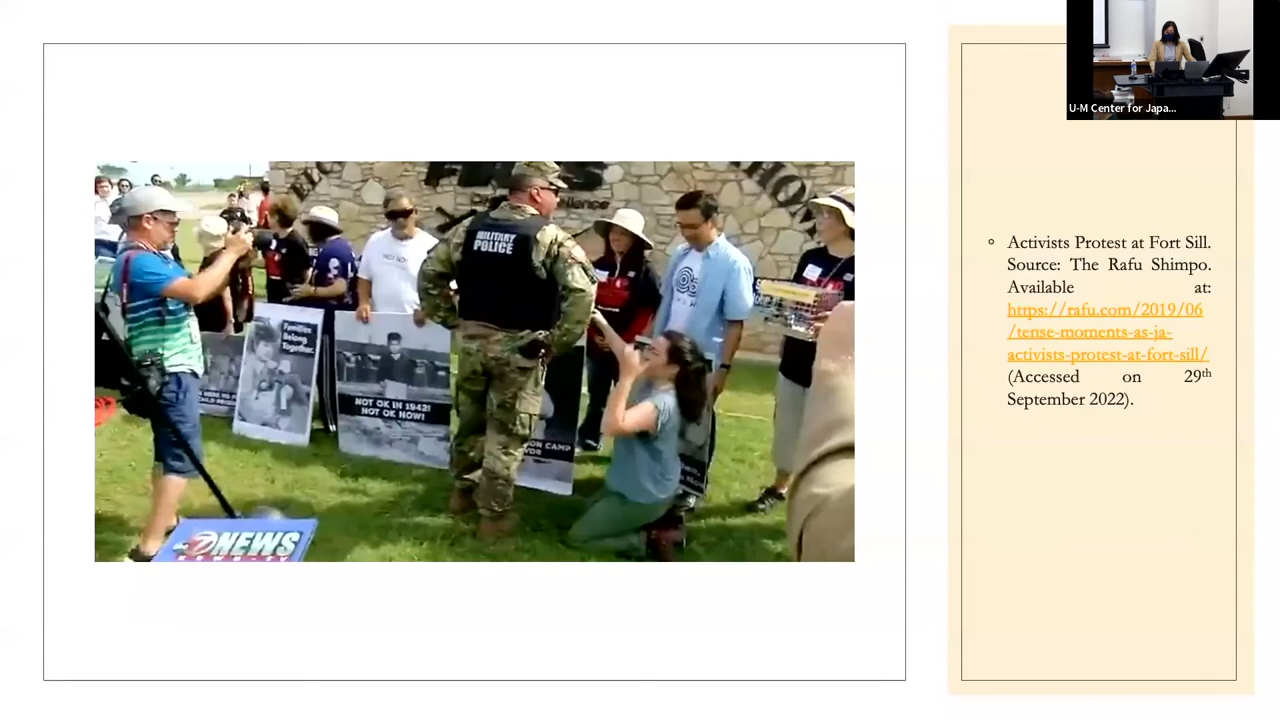 U-M Center for Japa...
MILITARY
POLICE
Families
Belong
Together.
NOT OK IN 1942!
NOT OK NOW!
ON CAMP
7NEWS
Activists Protest at Fort Sill.
Source: The Rafu Shimpo.
Available at:
https://rafu.com/2019/06
/tense-moments-as-ja-
activists-protest-at-fort-sill/
(Accessed on 29th
September 2022).